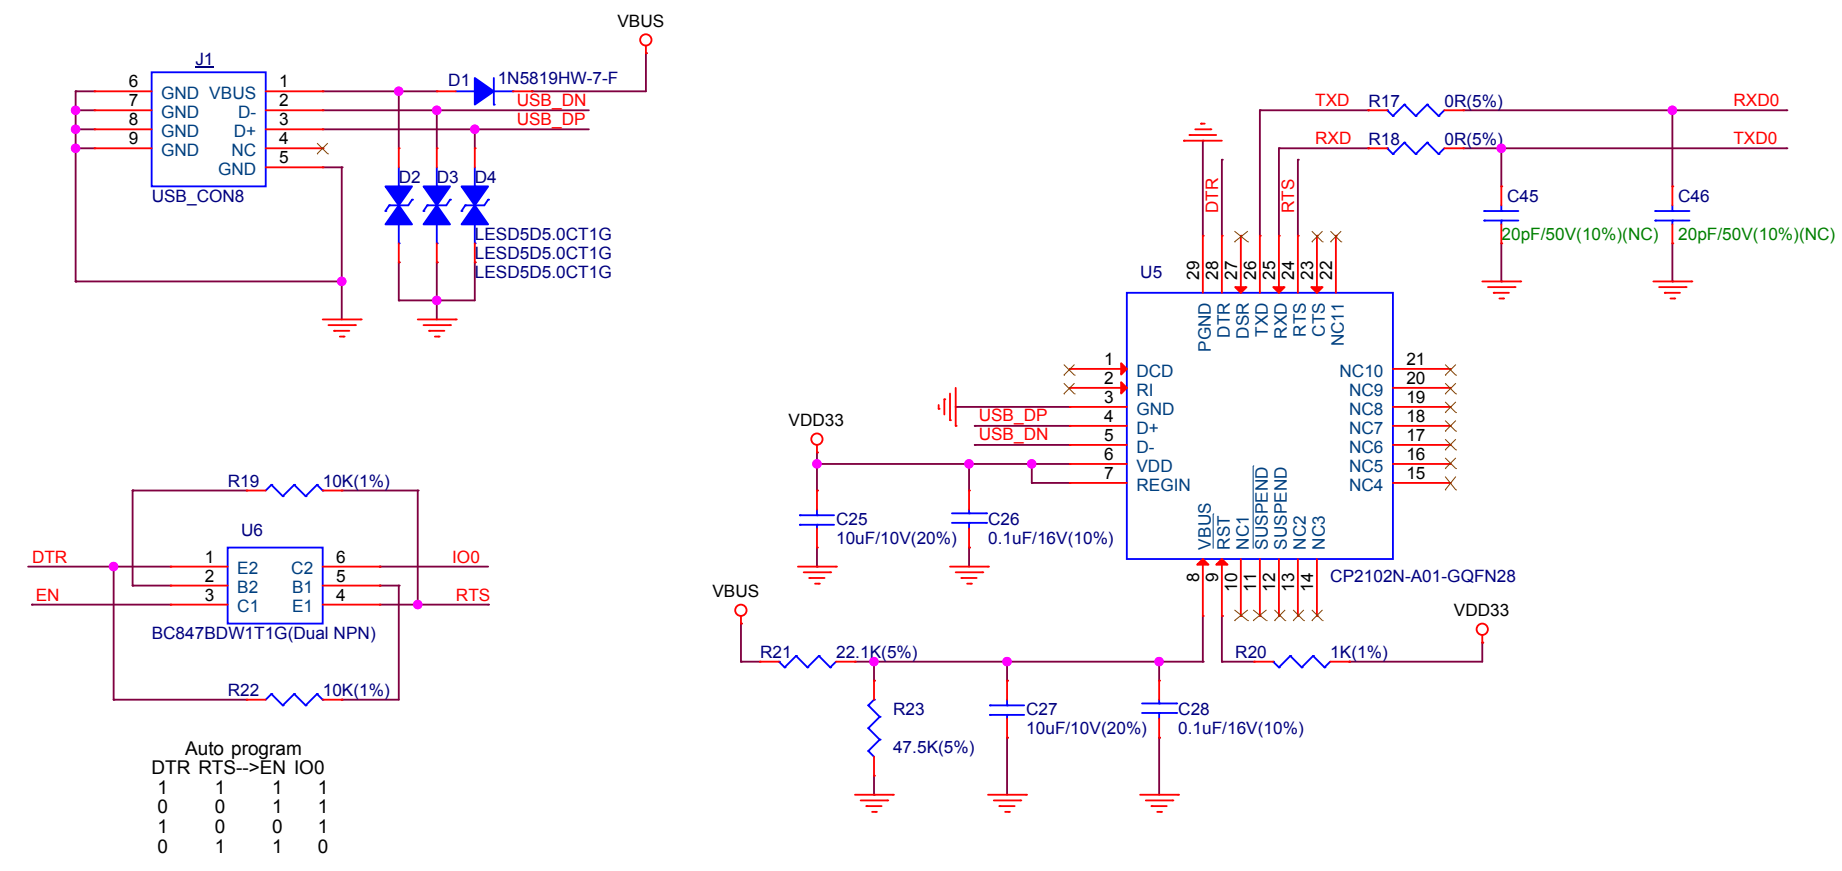 VBUS
J1
6 GND VBUS 1
7 GND D- 2
8 GND D+ 3
9 GND NC 4
GND 5
USB_CON8
D1 1N5819HW-7-F
USB_DN
USB_DP
D2 D3 D4
LESD5D5.0CT1G
LESD5D5.0CT1G
LESD5D5.0CT1G
TXD R17 0R(5%) RXD0
RXD R18 0R(5%) TXD0
DTR
RTS
C45
20pF/50V(10%)(NC)
C46
20pF/50V(10%)(NC)
U5
29 28 27 26 25 24 23 22
PGND DTR DSR TXD RXD RTS CTS NC11
1 DCD
2 RI
3 GND
USB_DP 4 D+
USB_DN 5 D-
6 VDD
7 REGIN
NC10 21
NC9 20
NC8 19
NC7 18
NC6 17
NC5 16
NC4 15
VBUS RST NC1 SUSPEND SUSPEND NC2 NC3
8 9 10 11 12 13 14
CP2102N-A01-GQFN28
VDD33
C25
10uF/10V(20%)
C26
0.1uF/16V(10%)
VBUS
R21 22.1K(5%)
R20 1K(1%)
VDD33
R23
47.5K(5%)
C27
10uF/10V(20%)
C28
0.1uF/16V(10%)
R19 10K(1%)
U6
DTR 1 E2 C2 6 IO0
2 B2 B1 5
EN 3 C1 E1 4 RTS
BC847BDW1T1G(Dual NPN)
R22 10K(1%)
Auto program
DTR RTS-->EN IO0
1 1 1 1
0 0 1 1
1 0 0 1
0 1 1 0